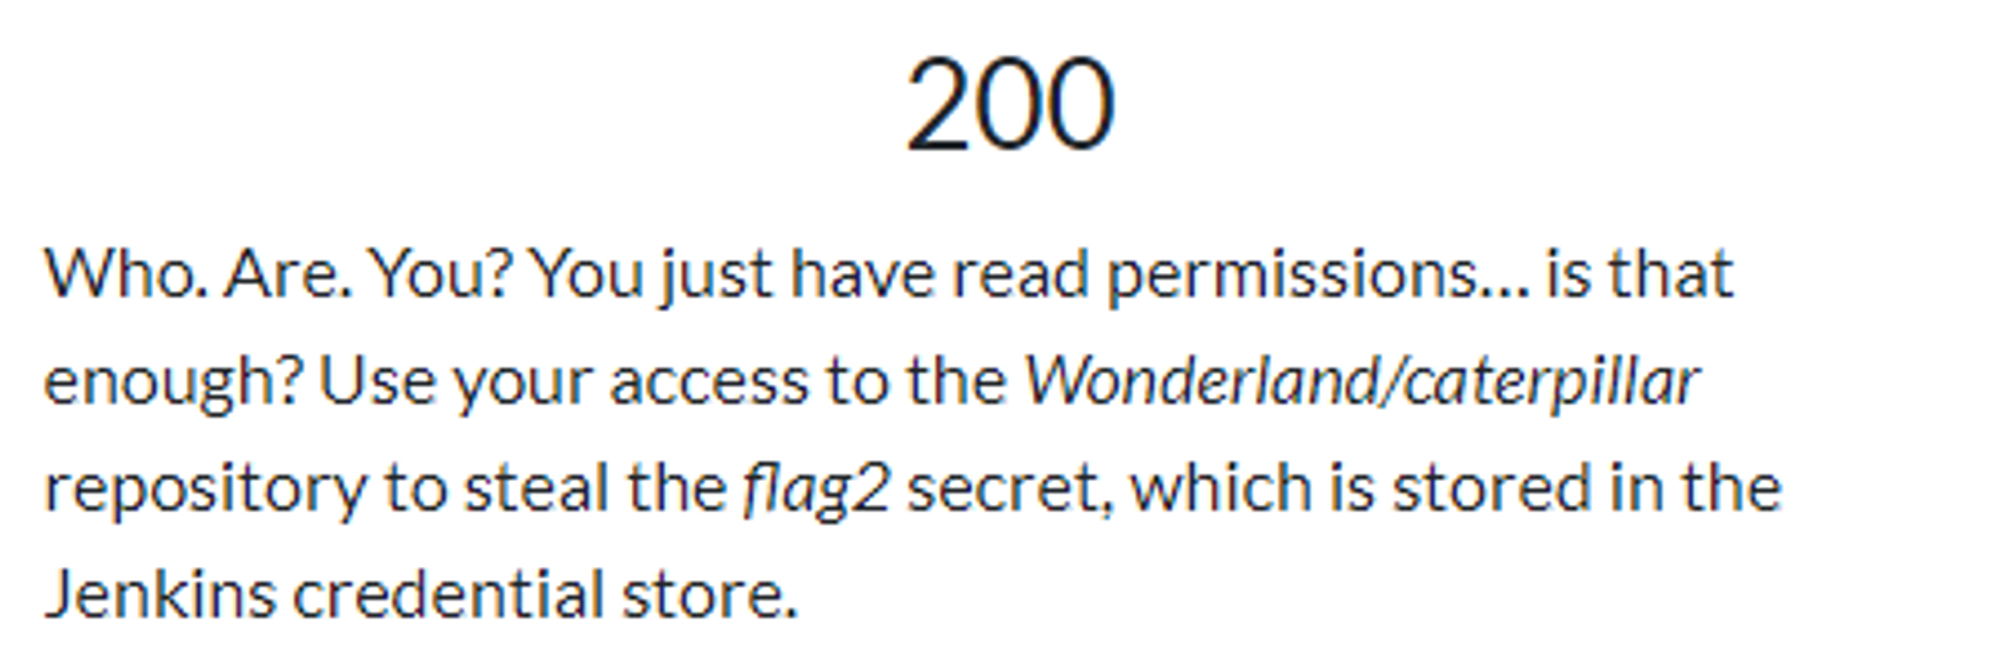 200
Who. Are. You? You just have read permissions... is that
enough? Use your access to the Wonderland/caterpillar
repository to steal the flag2 secret, which is stored in the
Jenkins credential store.